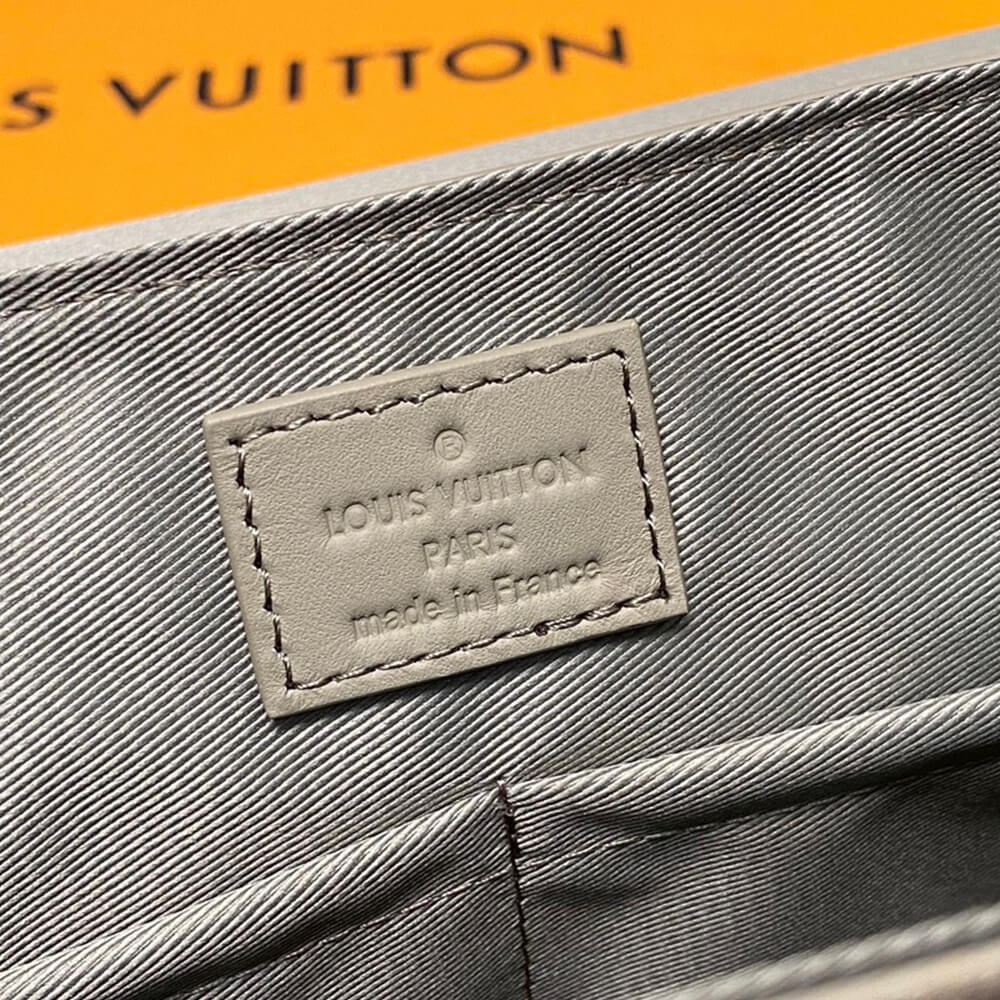 S VUITTON
®
LOUIS VUITTON
PARIS
made in France